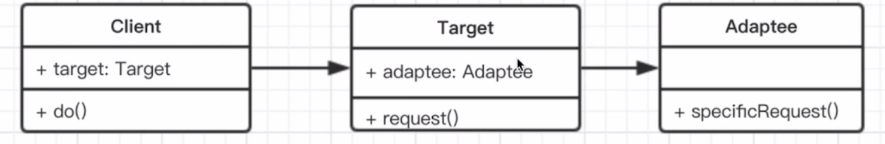 Client
+ target: Target
+ do()
Target
+ adaptee: Adaptee
+ request()
Adaptee
+ specificRequest()